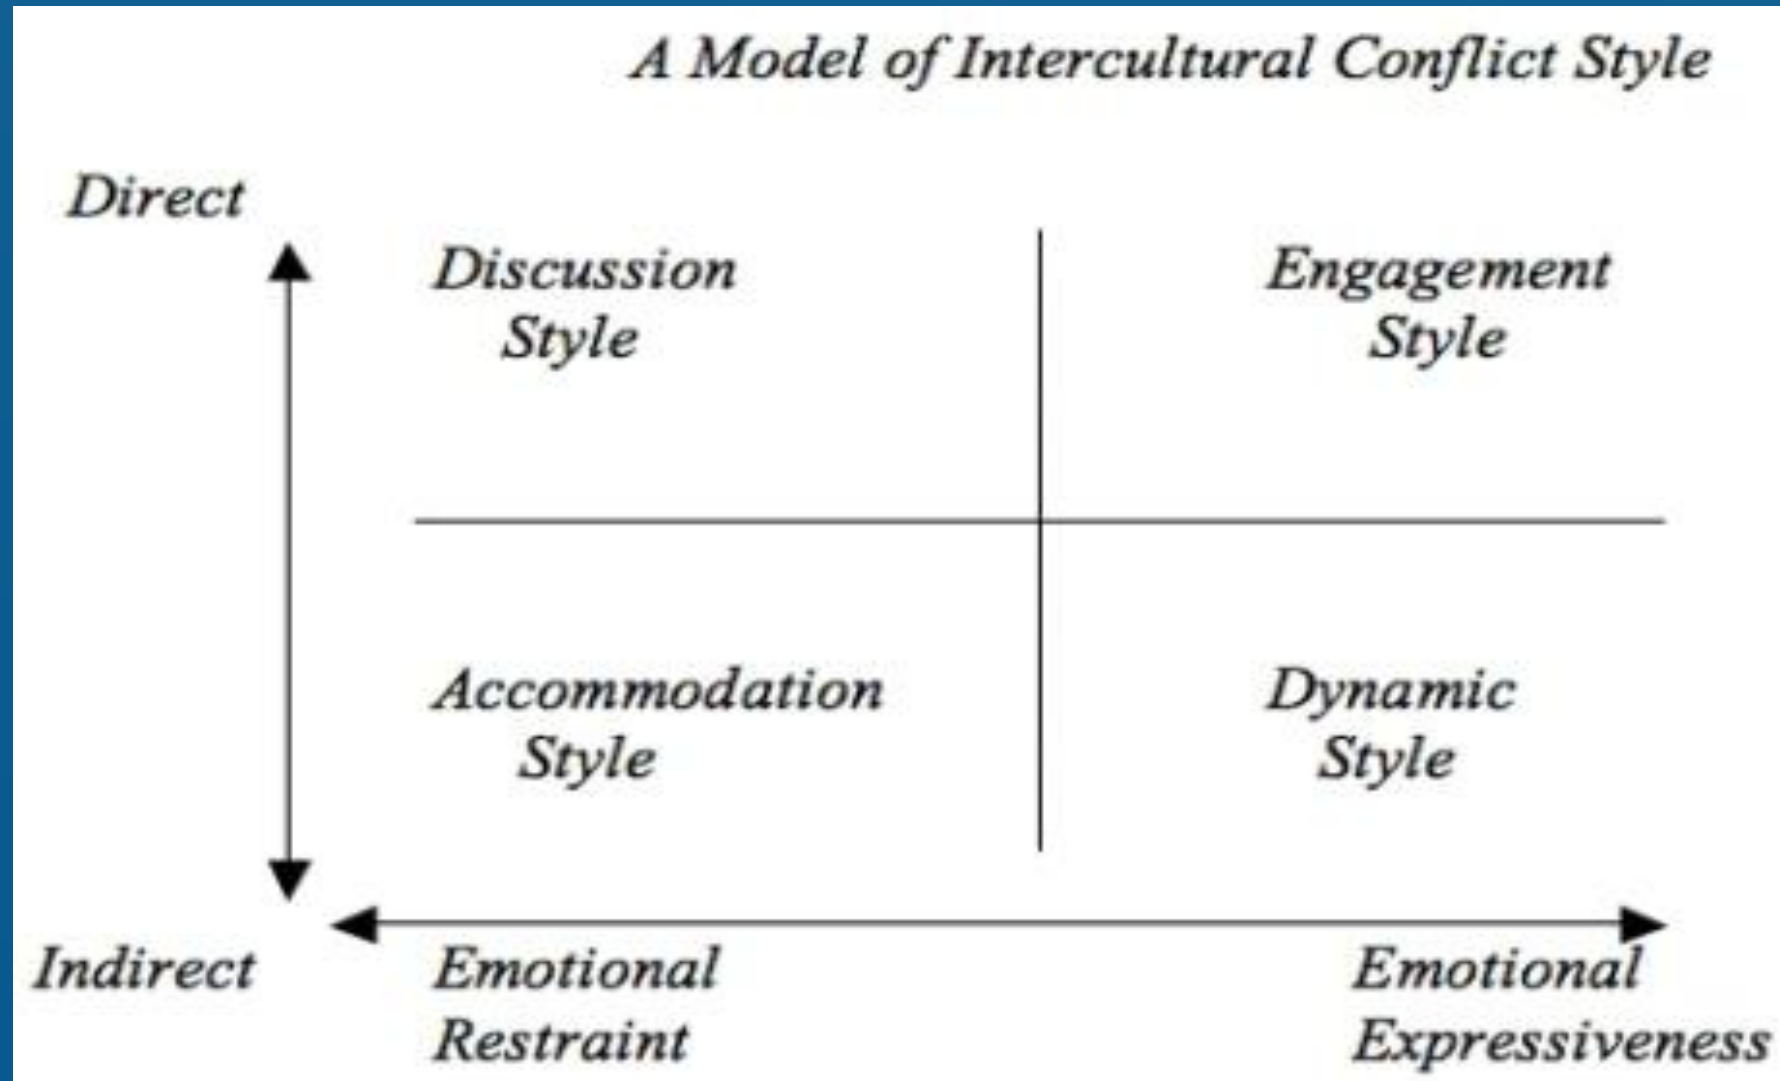 A Model of Intercultural Conflict Style
Direct
Discussion
Style
Engagement
Style
Accommodation
Style
Dynamic
Style
Indirect
Emotional
Restraint
Emotional
Expressiveness